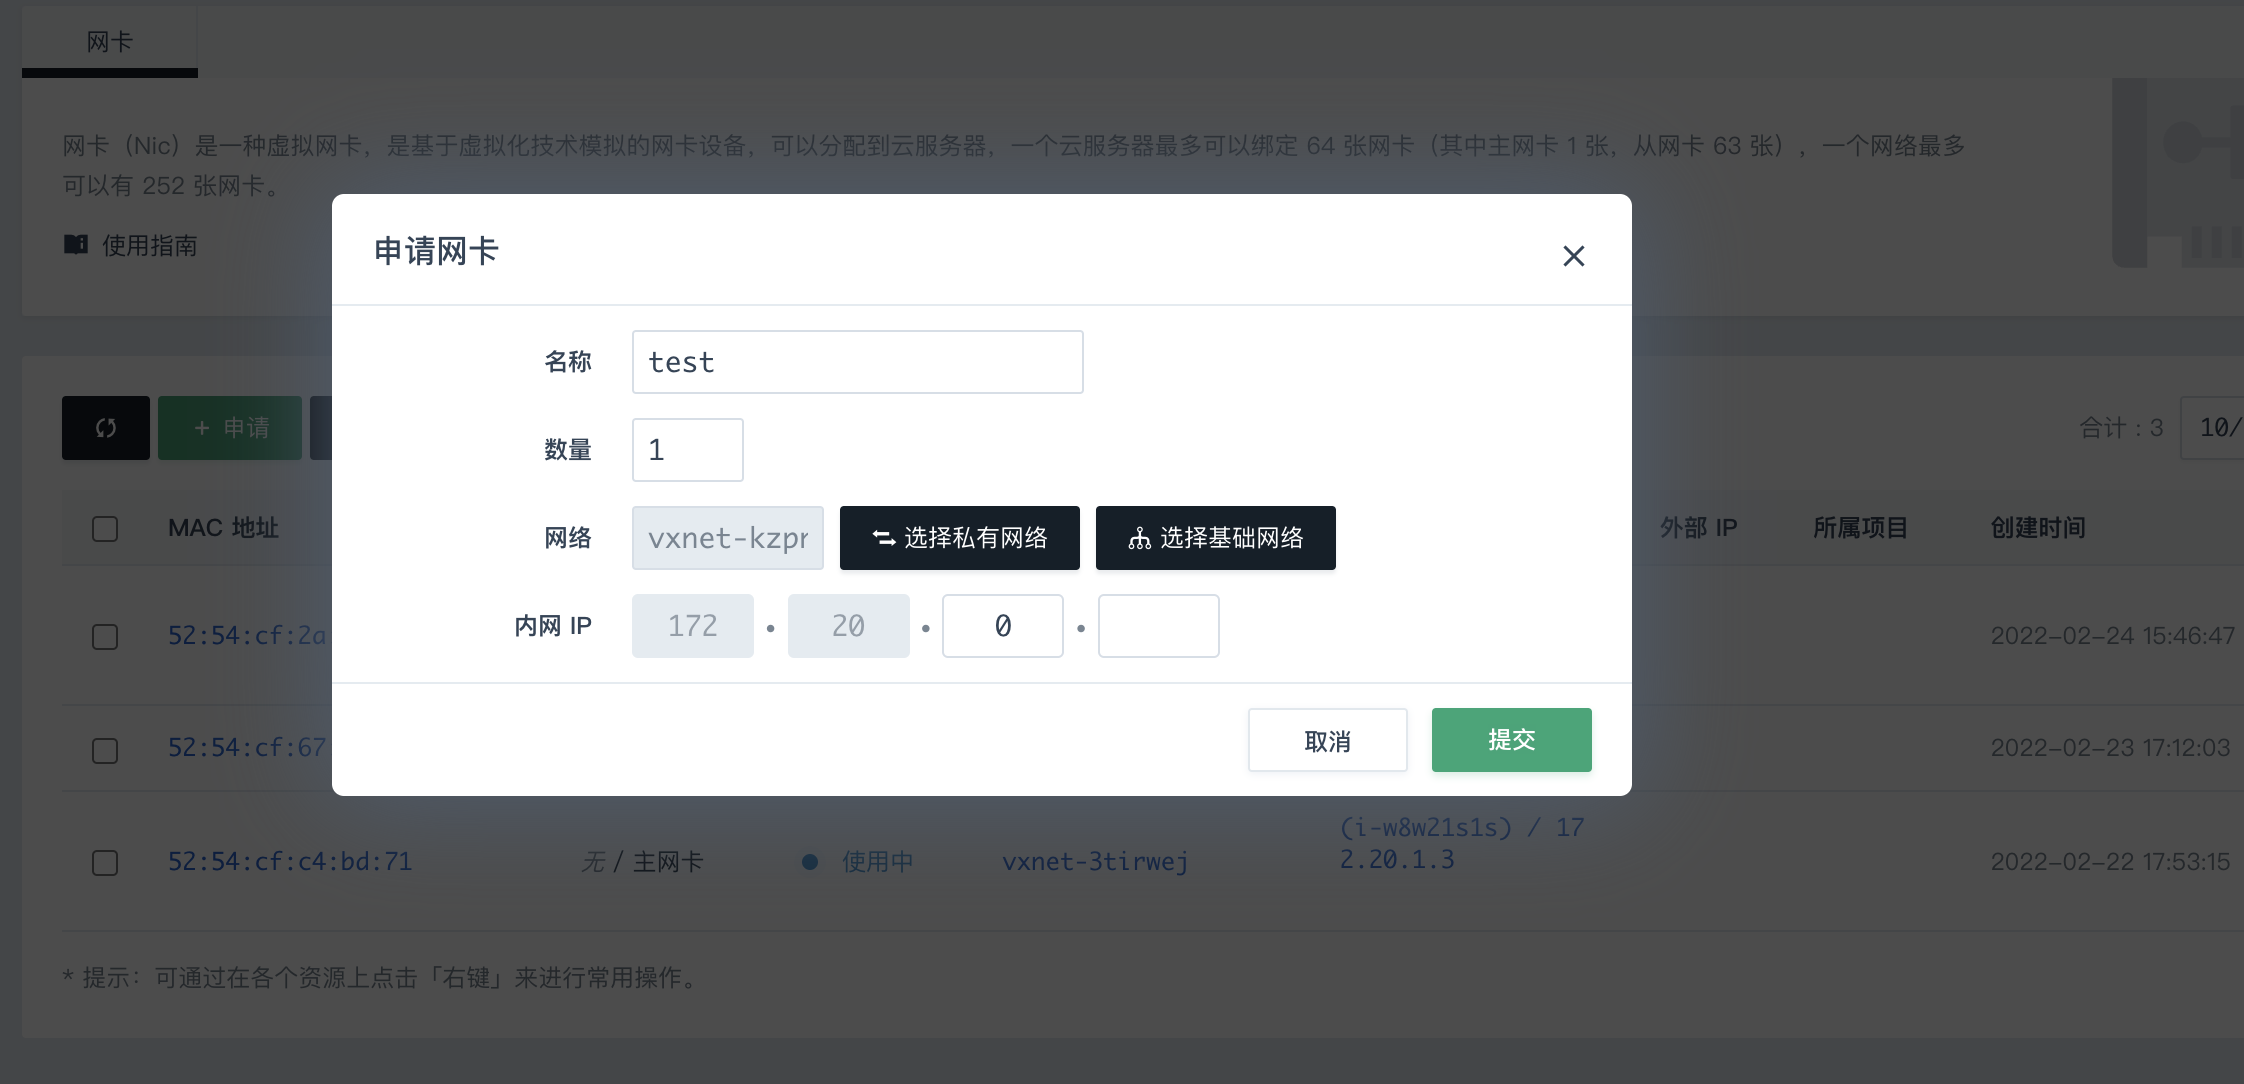 网卡
网卡（Nic）是一种虚拟网卡，是基于虚拟化技术模拟的网卡设备，可以分配到云服务器，一个云服务器最多可以绑定 64 张网卡（其中主网卡 1 张，从网卡 63 张），一个网络最多
可以有 252 张网卡。
使用指南
申请网卡
名称 test
数量 1
网络 vxnet-kzpr 选择私有网络 选择基础网络
内网 IP 172 . 20 . 0 .
取消 提交
+ 申请 合计：3 10/
MAC 地址 外部 IP 所属项目 创建时间
52:54:cf:2a 2022-02-24 15:46:47
52:54:cf:67 2022-02-23 17:12:03
(i-w8w21s1s) / 17
52:54:cf:c4:bd:71 无 / 主网卡 使用中 vxnet-3tirwej 2.20.1.3 2022-02-22 17:53:15
* 提示：可通过在各个资源上点击「右键」来进行常用操作。